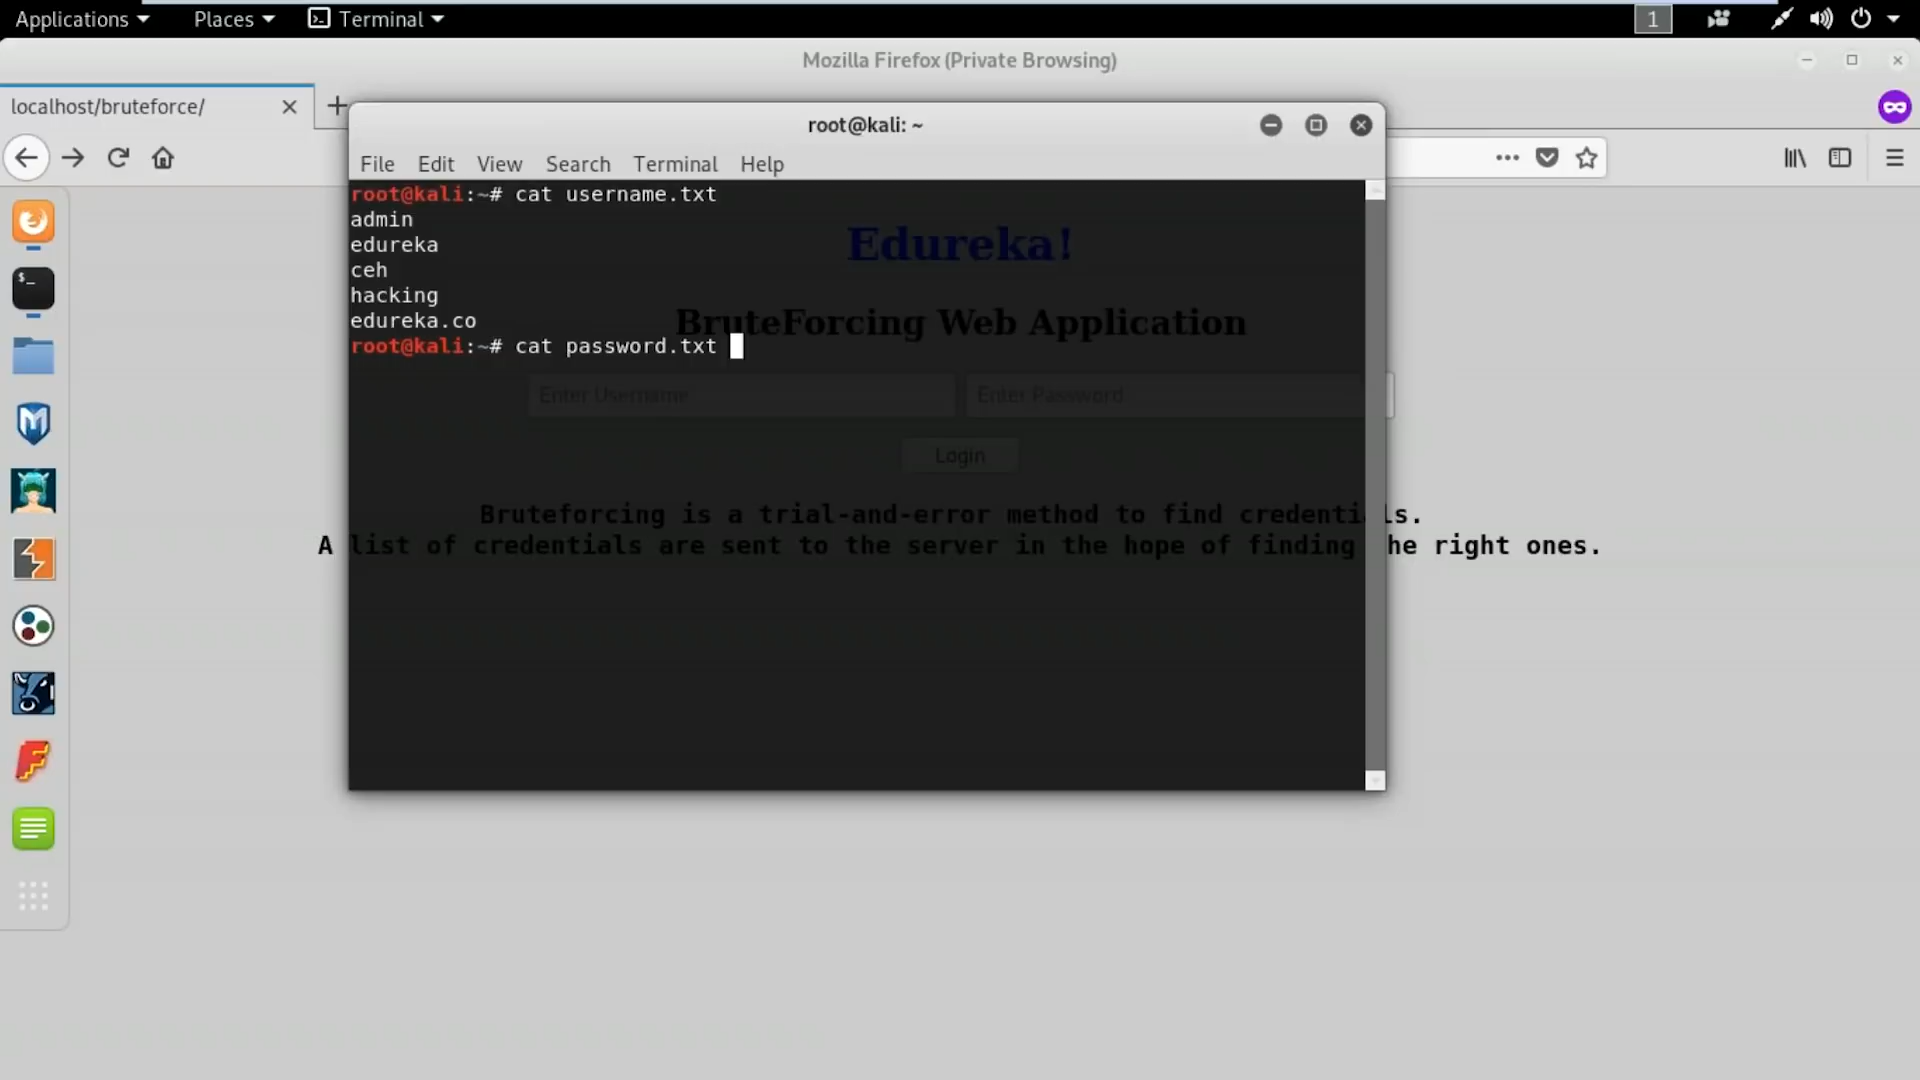 Applications Places Terminal 1
Mozilla Firefox (Private Browsing)
localhost/bruteforce/
root@kali: ~
File Edit View Search Terminal Help
root@kali:~# cat username.txt
admin
edureka
ceh
hacking
edureka.co
root@kali:~# cat password.txt
Edureka!
BruteForcing Web Application
Enter Username Enter Password
Login
Bruteforcing is a trial-and-error method to find credentials.
A list of credentials are sent to the server in the hope of finding the right ones.